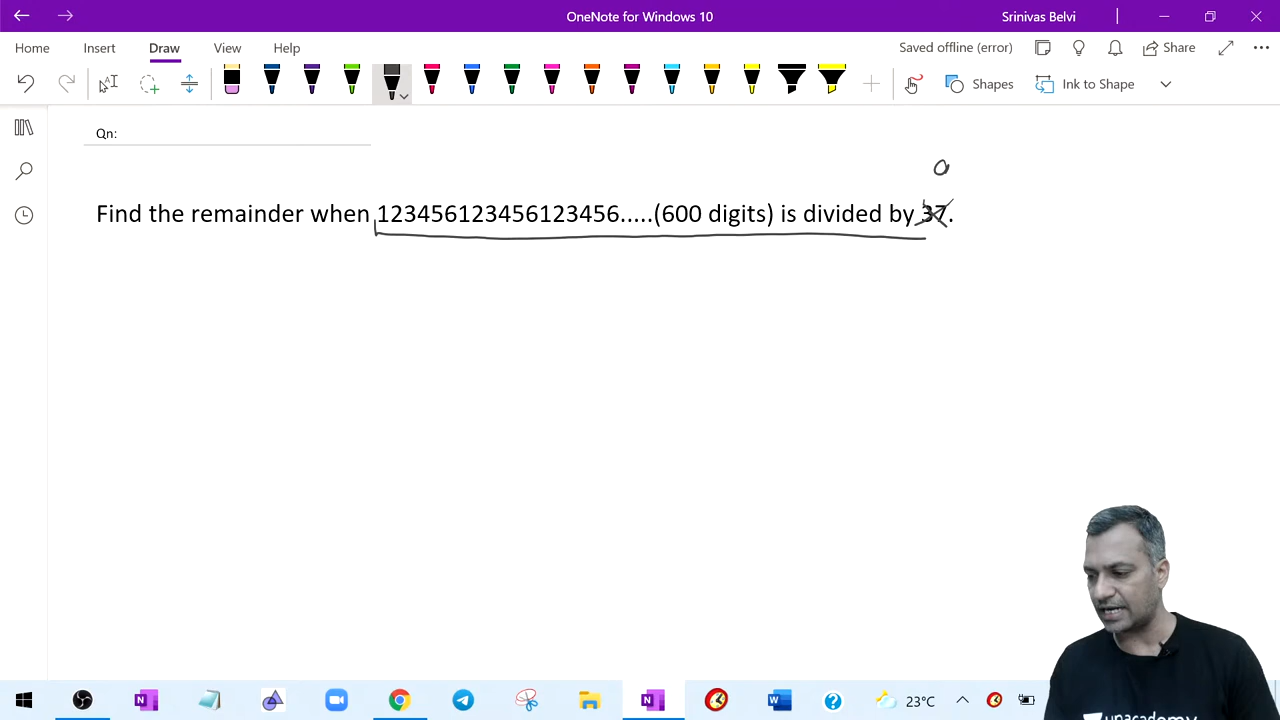 OneNote for Windows 10
Srinivas Belvi
Home Insert Draw View Help
Saved offline (error)
Share
Shapes
Ink to Shape
Qn:
Find the remainder when 123456123456123456.....(600 digits) is divided by 37.
23°C
unacademy